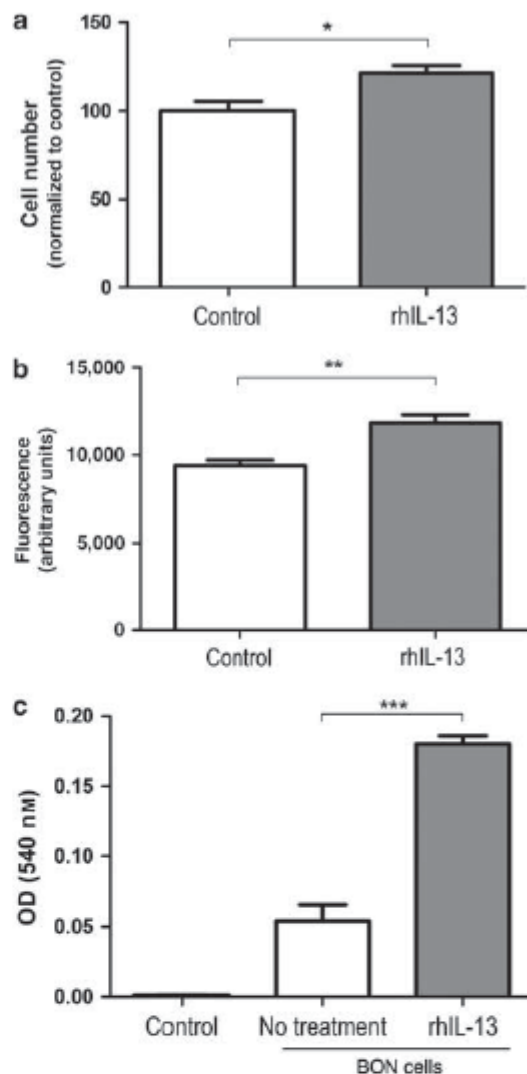 a
Cell number
(normalized to control)
150
100
50
0
*
Control rhIL-13
b
Fluorescence
(arbitrary units)
15,000
10,000
5,000
0
**
Control rhIL-13
c
OD (540 nM)
0.20
0.15
0.10
0.05
0.00
***
Control No treatment rhIL-13
BON cells